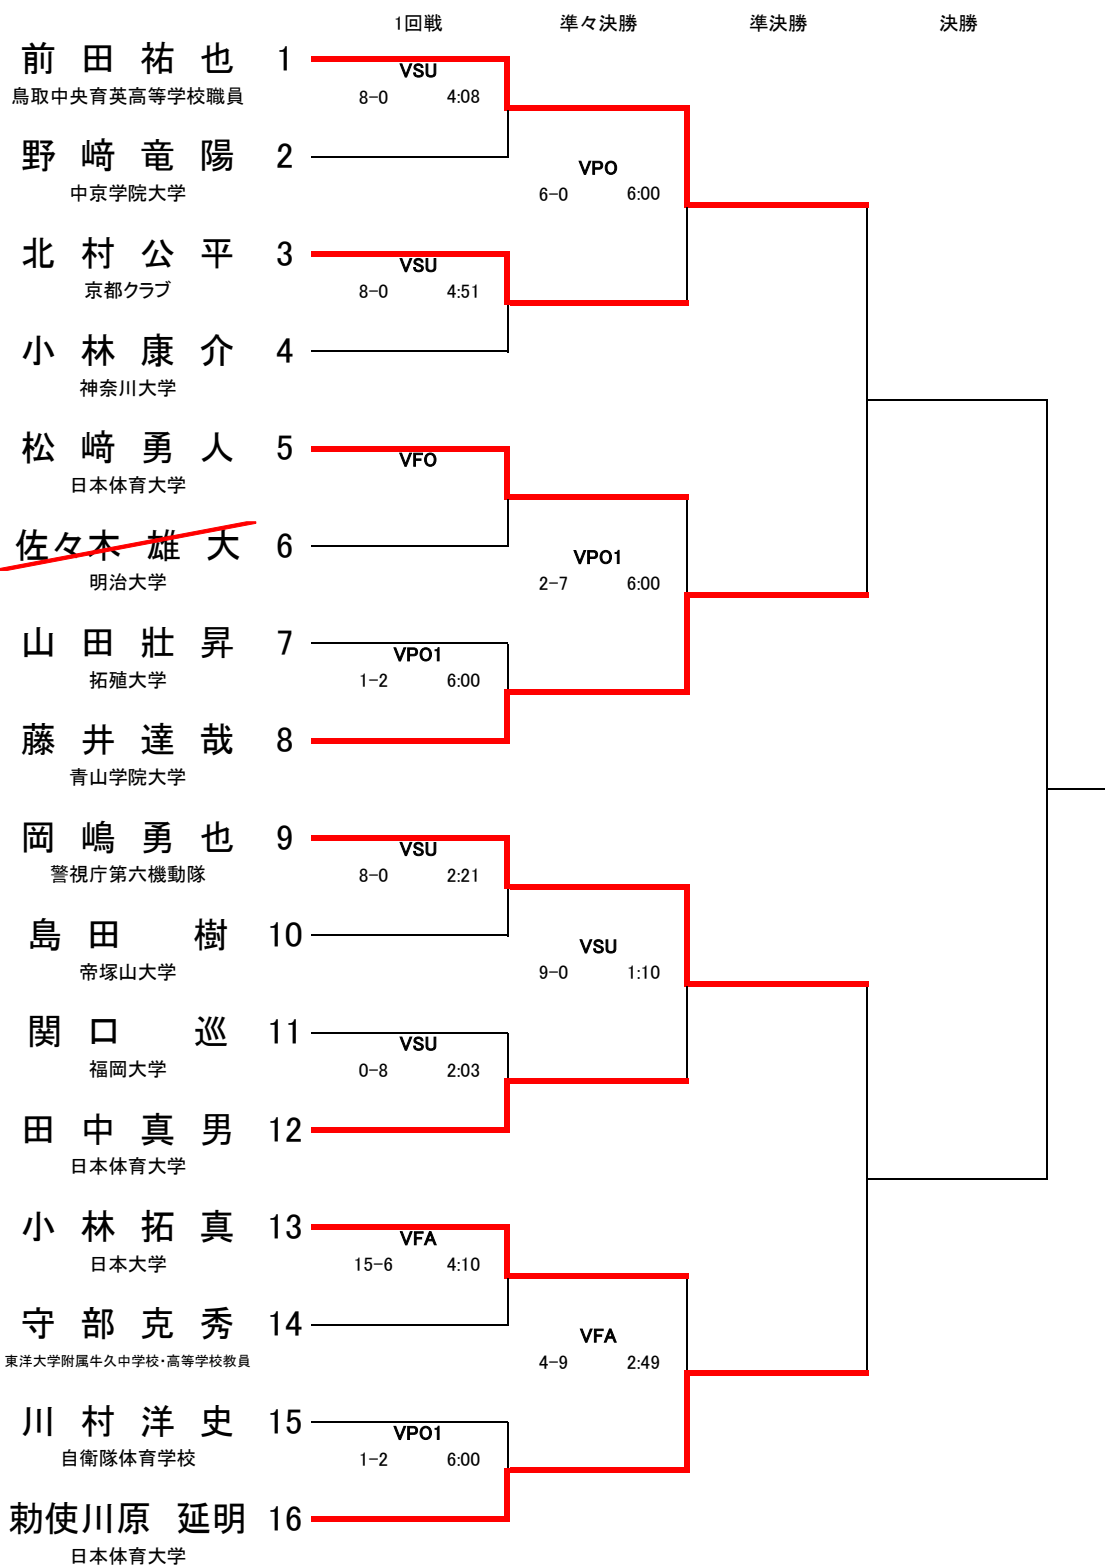 1回戦 準々決勝 準決勝 決勝
前田祐也 1
鳥取中央育英高等学校職員
VSU
8-0 4:08
野﨑竜陽 2
中京学院大学
VPO
6-0 6:00
北村公平 3
京都クラブ
VSU
8-0 4:51
小林康介 4
神奈川大学
松﨑勇人 5
日本体育大学
VFO
佐々木雄大 6
明治大学
VPO1
2-7 6:00
山田壯昇 7
拓殖大学
VPO1
1-2 6:00
藤井達哉 8
青山学院大学
岡嶋勇也 9
警視庁第六機動隊
VSU
8-0 2:21
島田 樹 10
帝塚山大学
VSU
9-0 1:10
関口 巡 11
福岡大学
VSU
0-8 2:03
田中真男 12
日本体育大学
小林拓真 13
日本大学
VFA
15-6 4:10
守部克秀 14
東洋大学附属牛久中学校・高等学校教員
VFA
4-9 2:49
川村洋史 15
自衛隊体育学校
VPO1
1-2 6:00
勅使川原 延明 16
日本体育大学